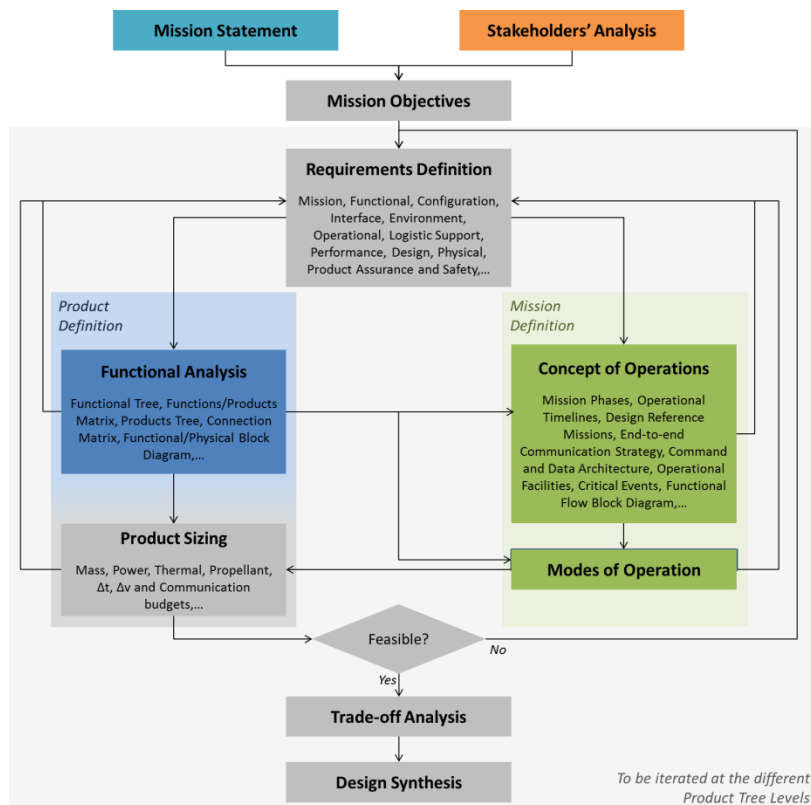 Mission Statement
Stakeholders' Analysis
Mission Objectives
Requirements Definition
Mission, Functional, Configuration,
Interface, Environment,
Operational, Logistic Support,
Performance, Design, Physical,
Product Assurance and Safety,...
Product
Definition
Mission
Definition
Functional Analysis
Functional Tree, Functions/Products
Matrix, Products Tree, Connection
Matrix, Functional/Physical Block
Diagram,...
Concept of Operations
Mission Phases, Operational
Timelines, Design Reference
Missions, End-to-end
Communication Strategy, Command
and Data Architecture, Operational
Facilities, Critical Events, Functional
Flow Block Diagram,...
Product Sizing
Mass, Power, Thermal, Propellant,
Δt, Δv and Communication
budgets,...
Modes of Operation
Feasible?
No
Yes
Trade-off Analysis
Design Synthesis
To be iterated at the different
Product Tree Levels